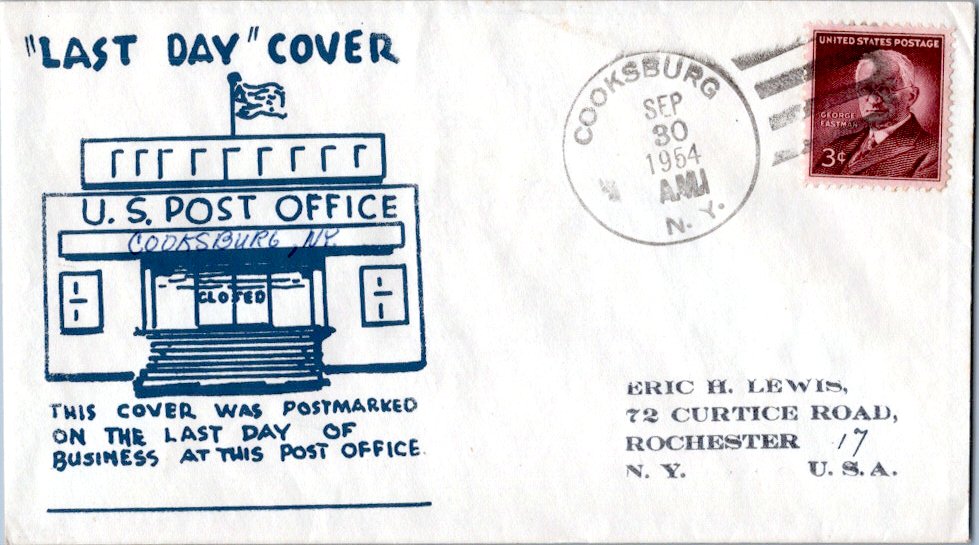 "LAST DAY" COVER
U. S. POST OFFICE
COOKSBURG, NY.
CLOSED
THIS COVER WAS POSTMARKED
ON THE LAST DAY OF
BUSINESS AT THIS POST OFFICE.
COOKSBURG
SEP
30
1954
AM
N. Y.
UNITED STATES POSTAGE
GEORGE
EASTMAN
3¢
ERIC H. LEWIS,
72 CURTICE ROAD,
ROCHESTER 17
N. Y. U. S. A.